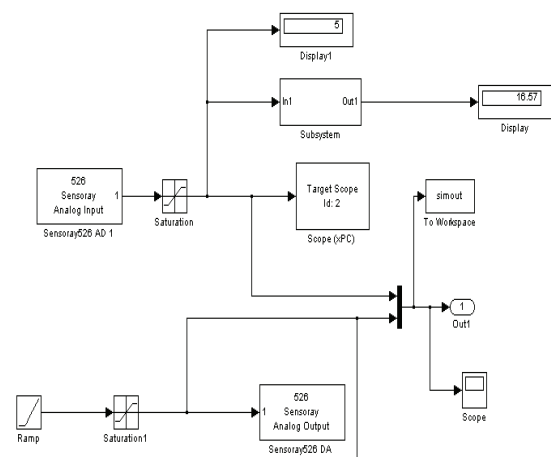 5
Display1
In1 Out1
Subsystem
16.57
Display
526
Sensoray
Analog Input
1
Sensoray526 AD 1
Saturation
Target Scope
Id: 2
Scope (xPC)
simout
To Workspace
1
Out1
Scope
Ramp
Saturation1
1
526
Sensoray
Analog Output
Sensoray526 DA